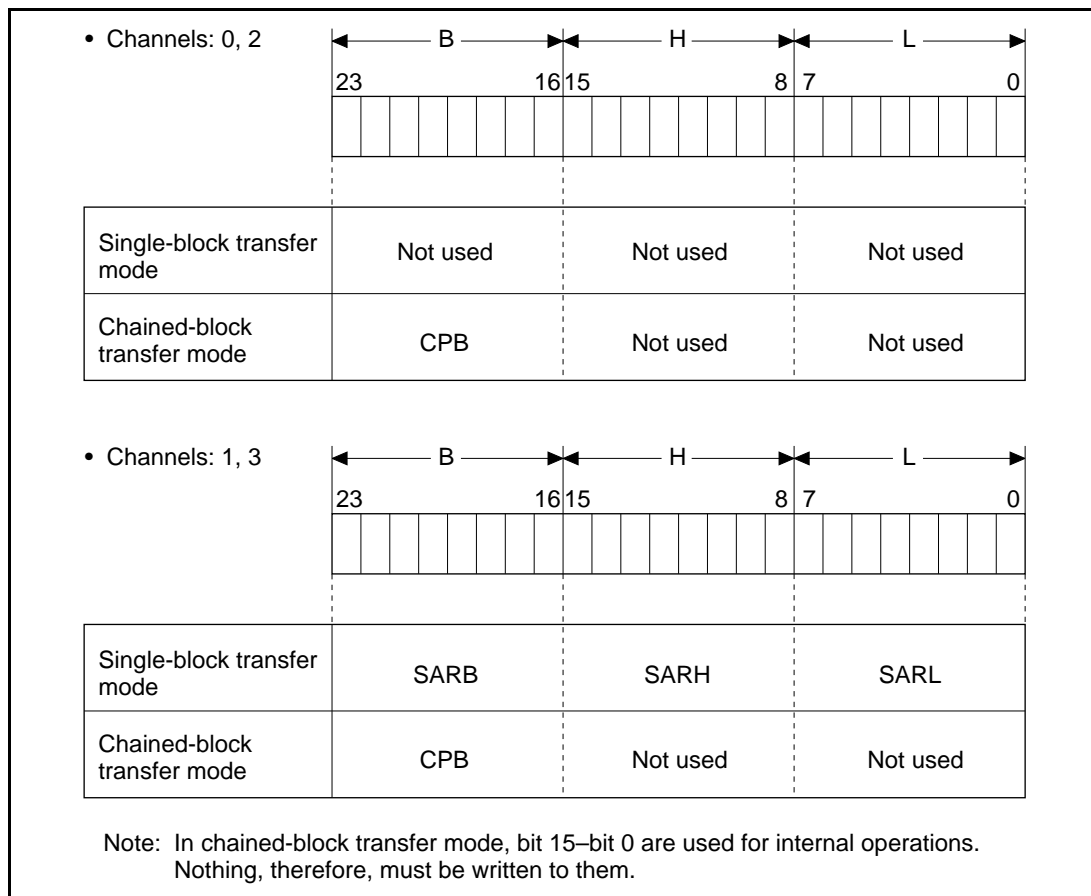 • Channels: 0, 2
B H L
23 16 15 8 7 0
Single-block transfer
mode
Not used Not used Not used
Chained-block
transfer mode
CPB Not used Not used
• Channels: 1, 3
B H L
23 16 15 8 7 0
Single-block transfer
mode
SARB SARH SARL
Chained-block
transfer mode
CPB Not used Not used
Note: In chained-block transfer mode, bit 15–bit 0 are used for internal operations.
Nothing, therefore, must be written to them.